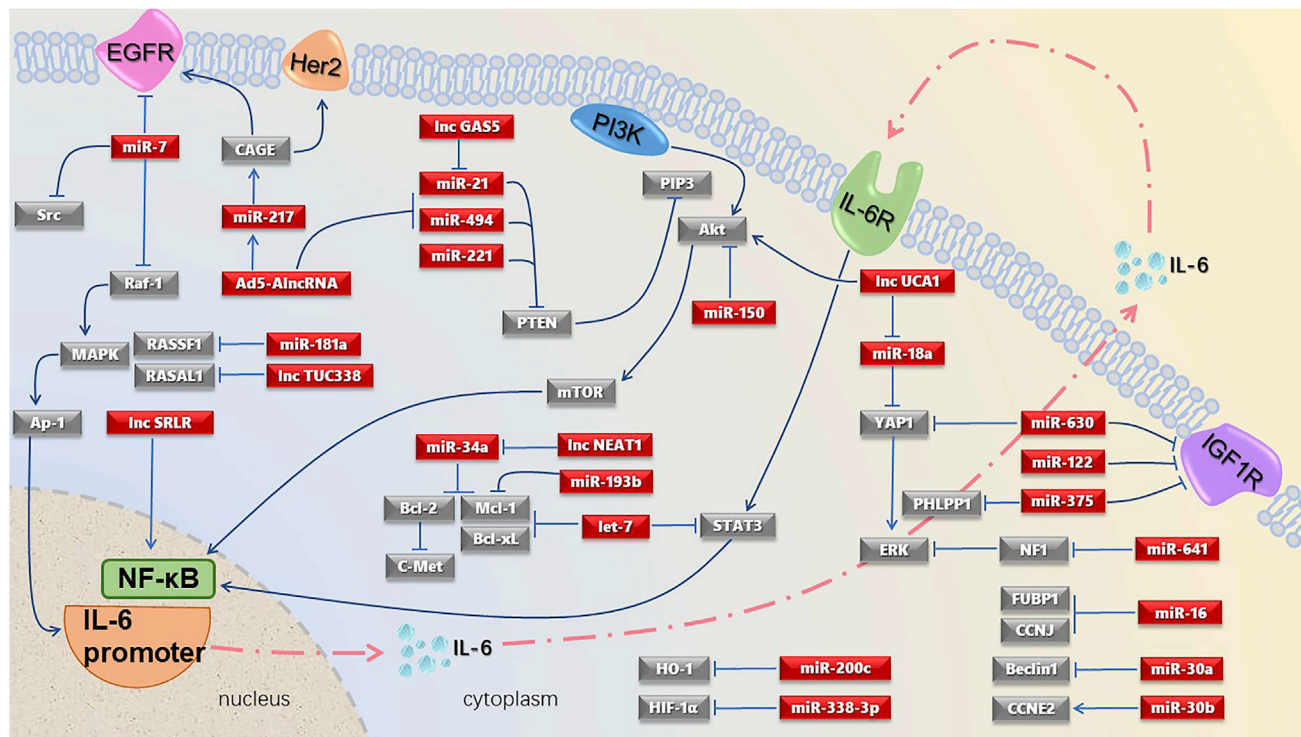 EGFR
Her2
miR-7
CAGE
lnc GAS5
PI3K
miR-21
PIP3
Src
miR-217
miR-494
Akt
IL-6R
miR-221
Raf-1
Ad5-AlncRNA
lnc UCA1
IL-6
PTEN
miR-150
MAPK
RASSF1
miR-181a
miR-18a
RASAL1
lnc TUC338
mTOR
Ap-1
lnc SRLR
YAP1
miR-630
miR-34a
lnc NEAT1
IGF1R
miR-122
miR-193b
Bcl-2
Mcl-1
PHLPP1
miR-375
let-7
STAT3
Bcl-xL
ERK
NF1
miR-641
C-Met
NF-κB
FUBP1
miR-16
IL-6
promoter
CCNJ
IL-6
HO-1
miR-200c
Beclin1
miR-30a
nucleus
cytoplasm
HIF-1α
miR-338-3p
CCNE2
miR-30b